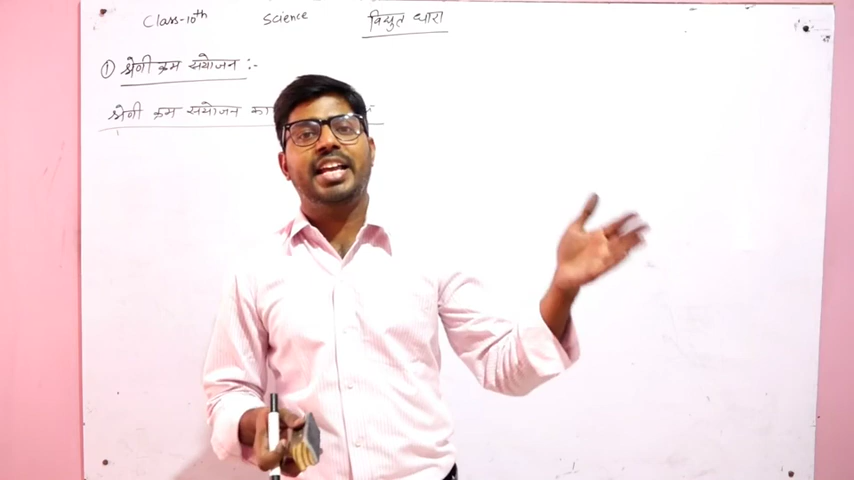 Class-10th Science विद्युत धारा
① श्रेणी क्रम संयोजन :-
श्रेणी क्रम संयोजन का